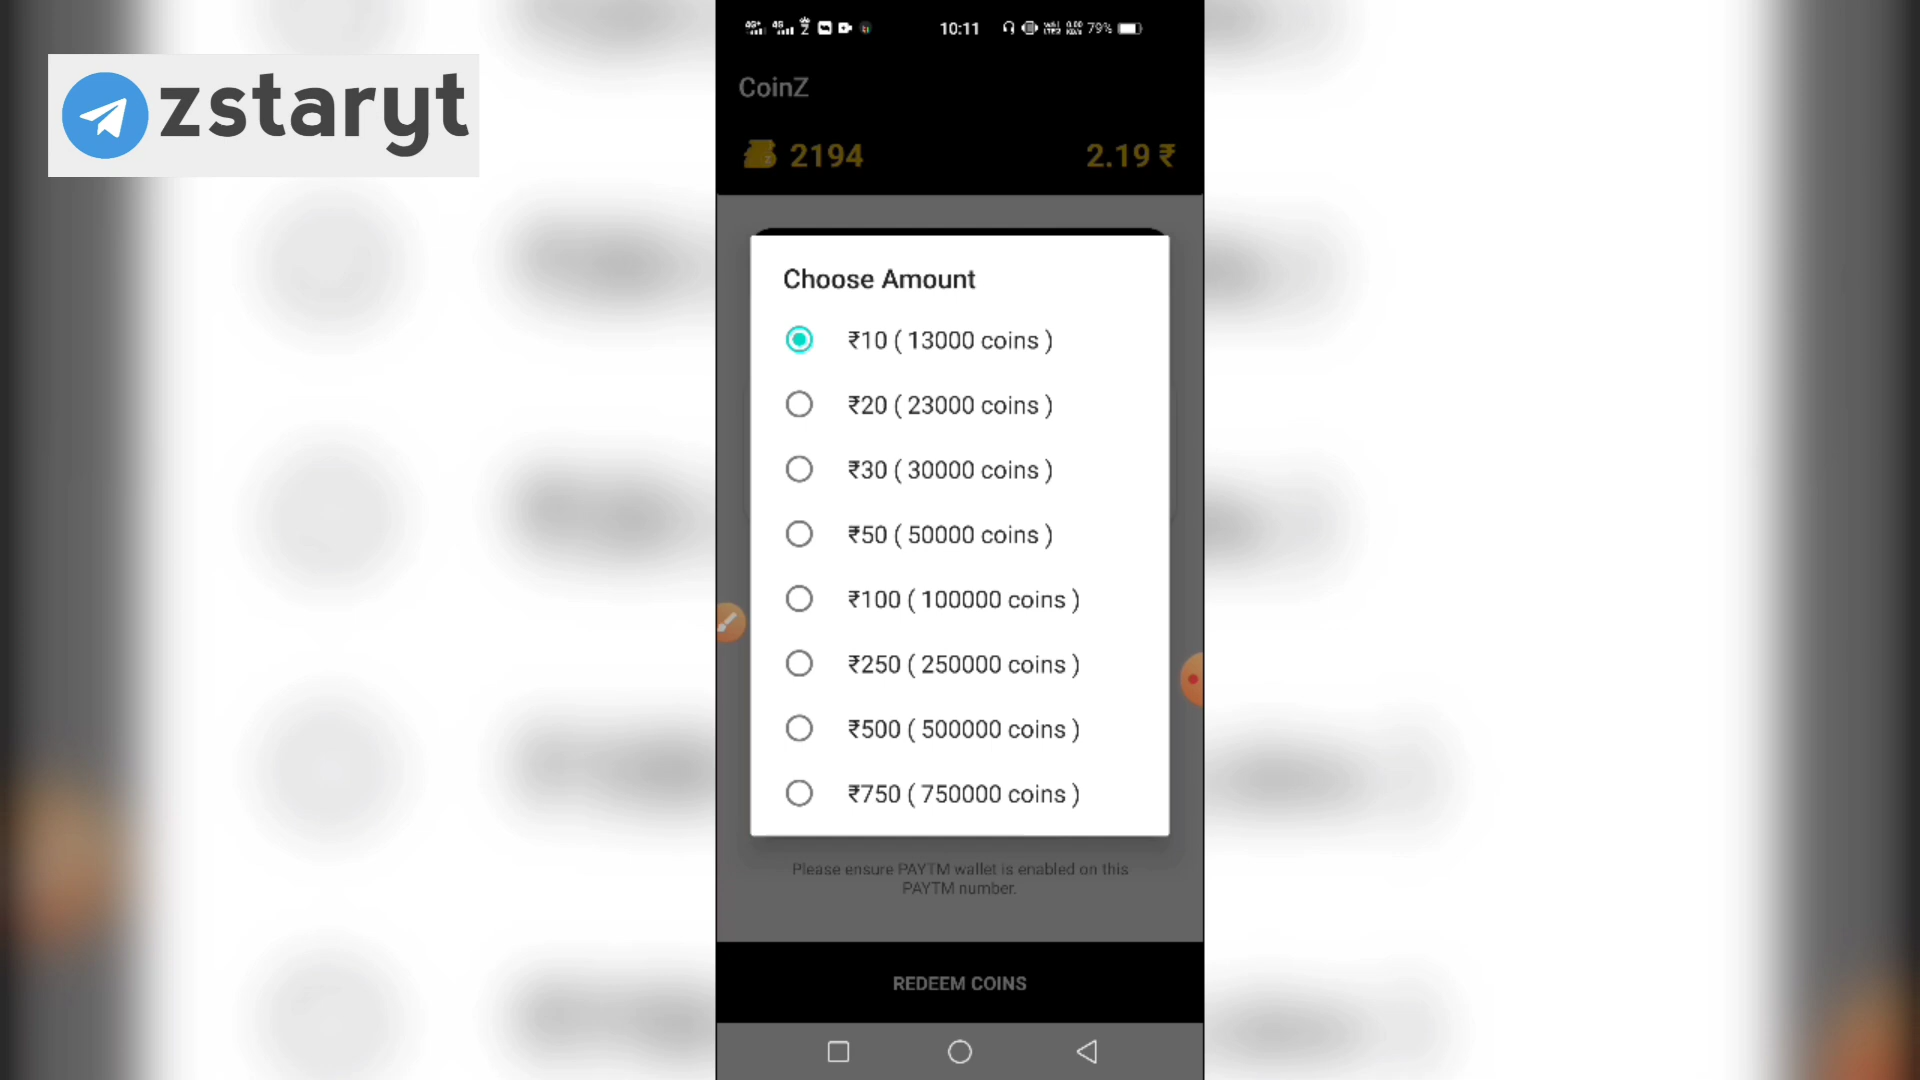 zstaryt
10:11
79%
CoinZ
2194
2.19 ₹
Choose Amount
₹10 ( 13000 coins )
₹20 ( 23000 coins )
₹30 ( 30000 coins )
₹50 ( 50000 coins )
₹100 ( 100000 coins )
₹250 ( 250000 coins )
₹500 ( 500000 coins )
₹750 ( 750000 coins )
Please ensure PAYTM wallet is enabled on this
PAYTM number.
REDEEM COINS